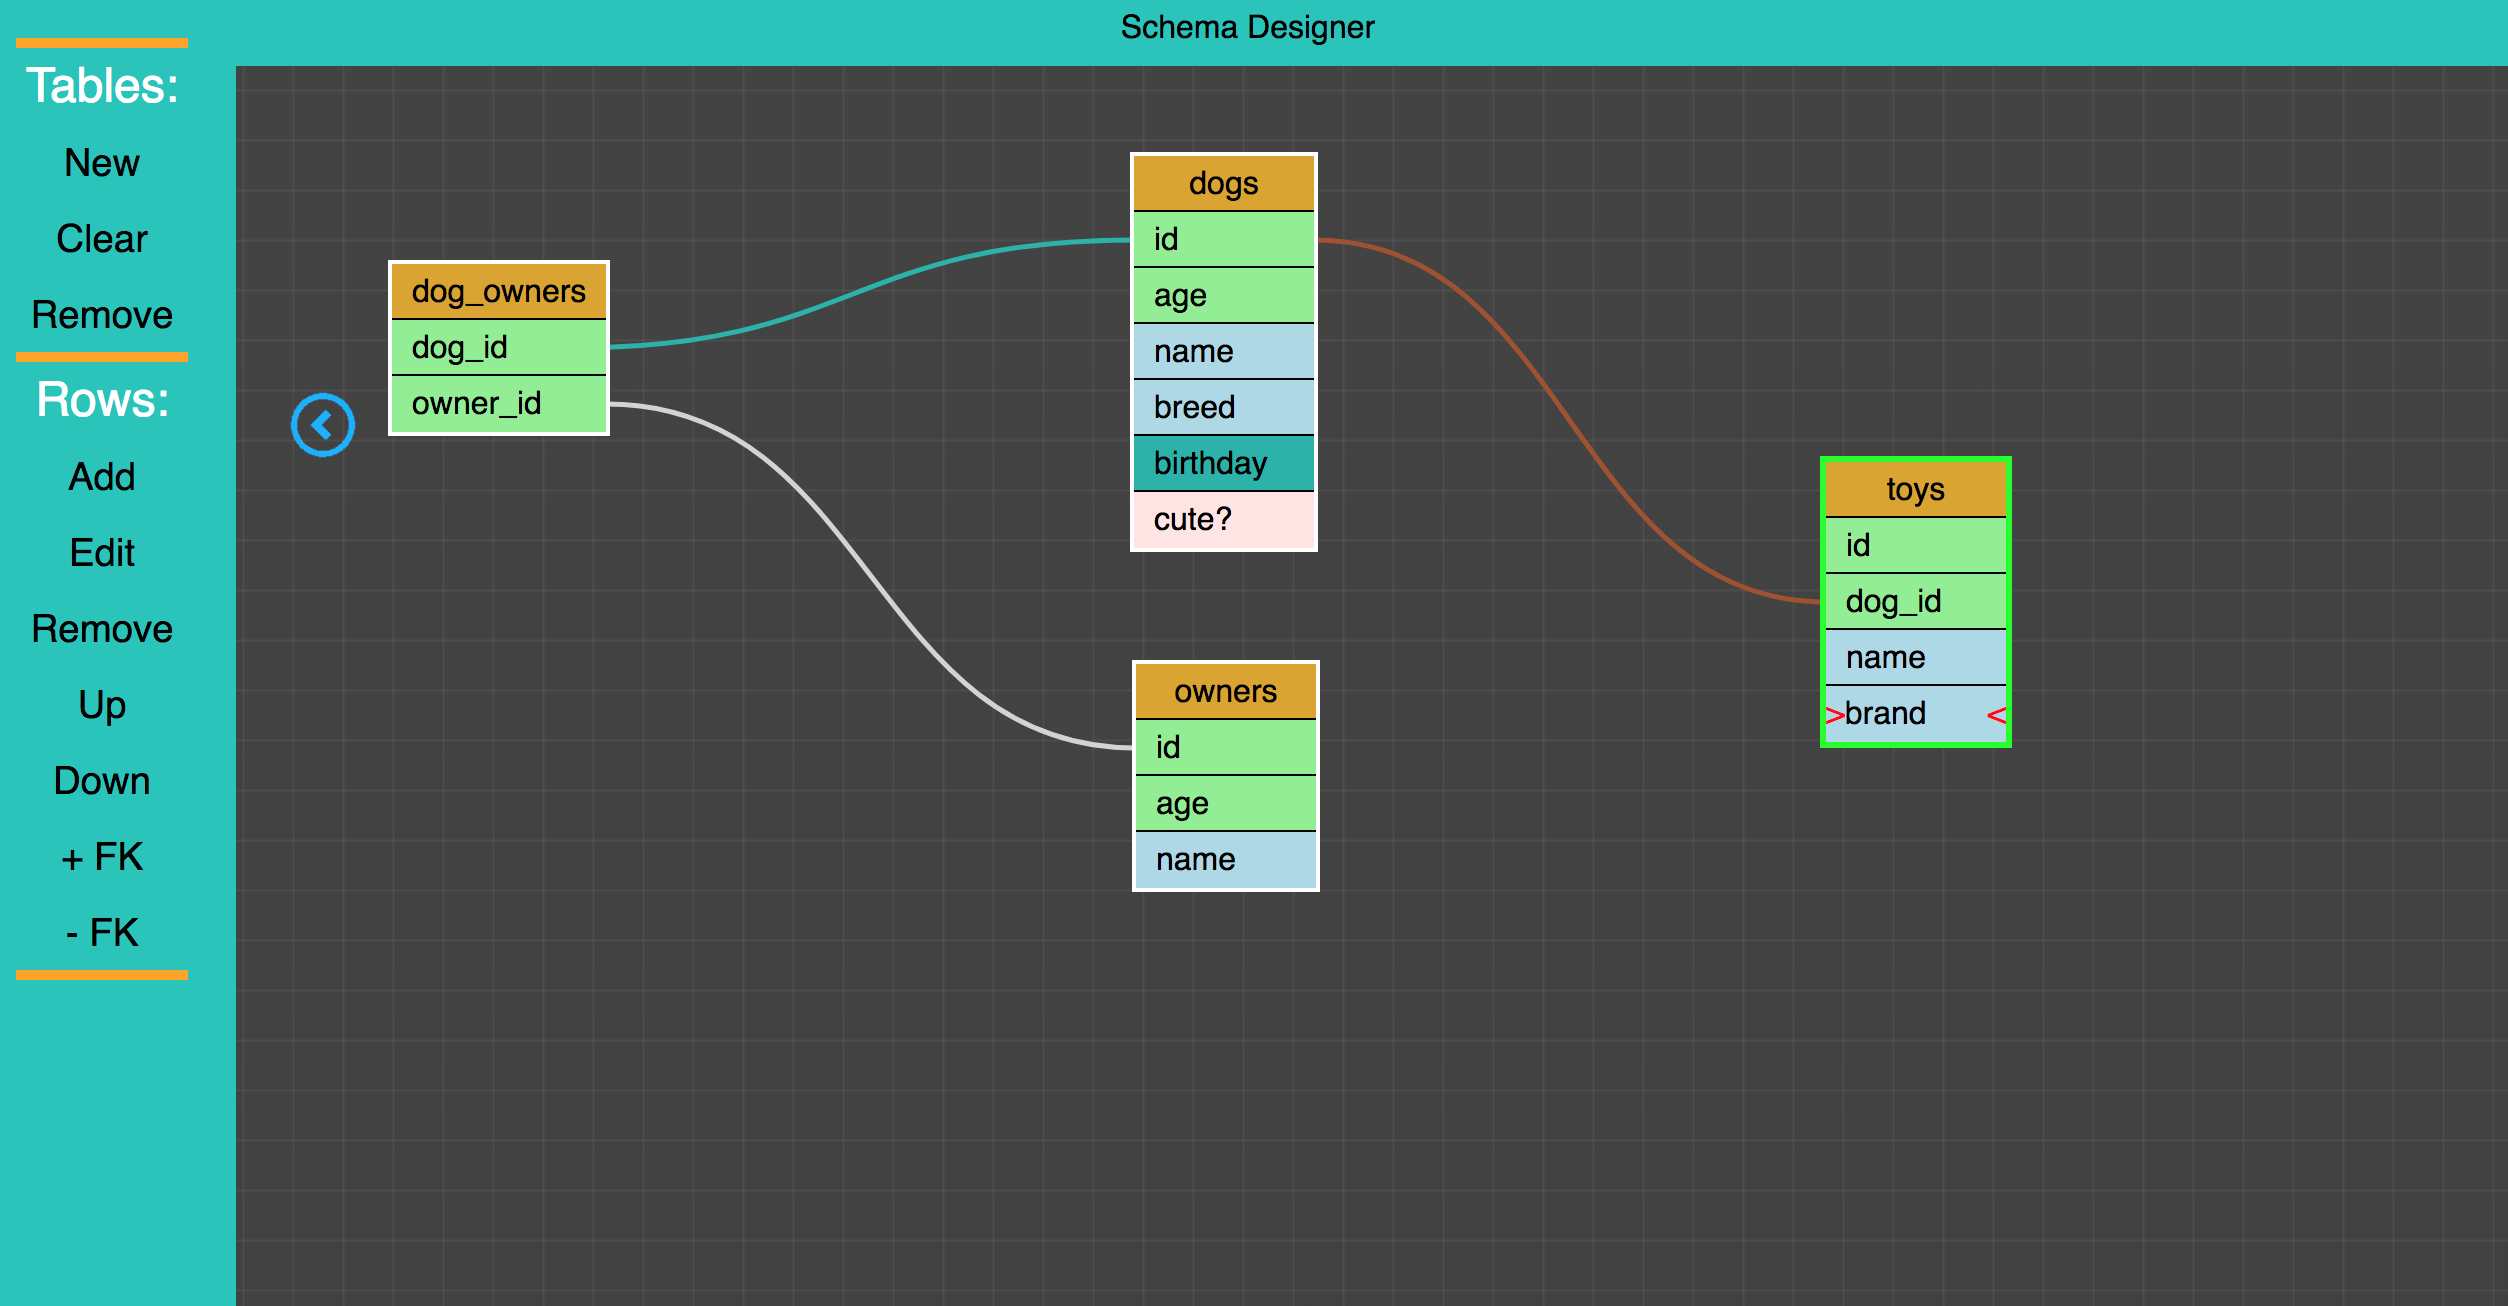 Schema Designer
Tables:
New
Clear
Remove
Rows:
Add
Edit
Remove
Up
Down
+ FK
- FK
dog_owners
dog_id
owner_id
dogs
id
age
name
breed
birthday
cute?
owners
id
age
name
toys
id
dog_id
name
>brand <